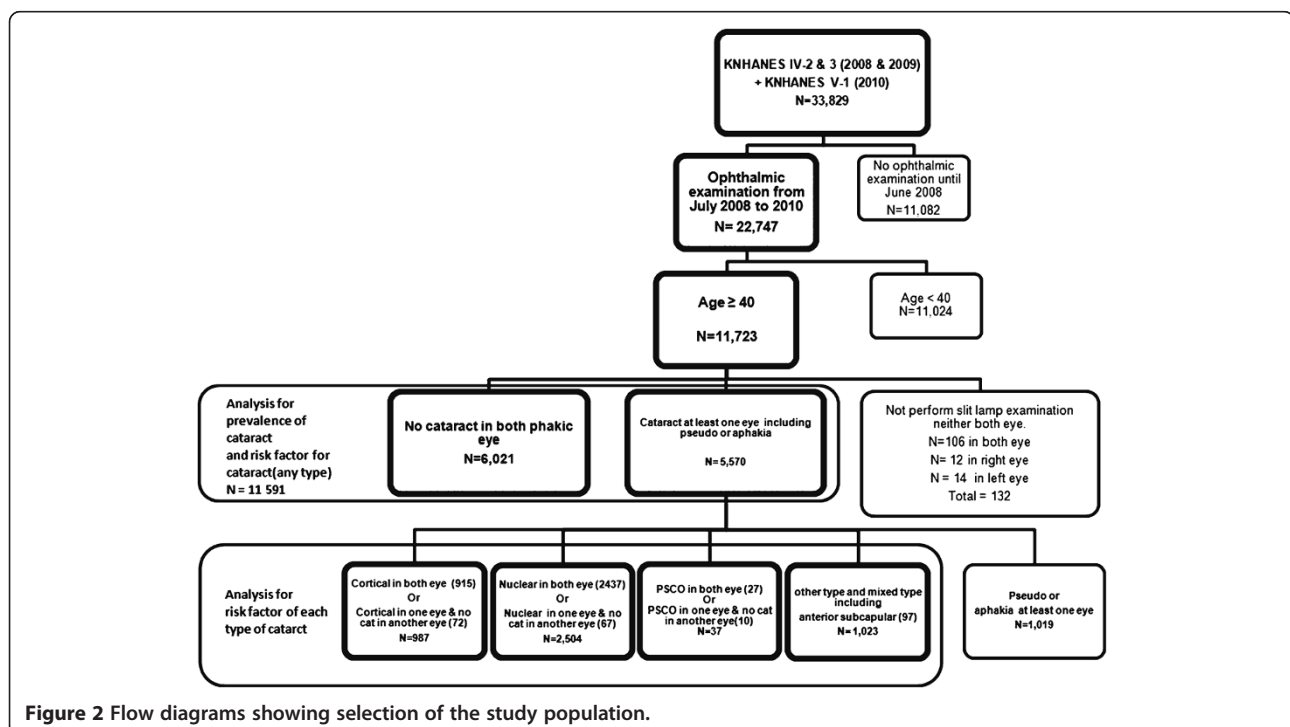 KNHANES IV-2 & 3 (2008 & 2009)
+ KNHANES V-1 (2010)
N=33,829
Ophthalmic
examination from
July 2008 to 2010
N= 22,747
No ophthalmic
examination until
June 2008
N=11,082
Age ≥ 40
N=11,723
Age < 40
N=11,024
Analysis for
prevalence of
cataract
and risk factor for
cataract(any type)
N = 11 591
No cataract in both phakic
eye
N=6,021
Cataract at least one eye including
pseudo or aphakia
N=5,570
Not perform slit lamp examination
neither both eye.
N=106 in both eye
N= 12 in right eye
N = 14 in left eye
Total = 132
Analysis for
risk factor of each
type of catarct
Cortical in both eye (915)
Or
Cortical in one eye & no
cat in another eye (72)
N=987
Nuclear in both eye (2437)
Or
Nuclear in one eye & no
cat in another eye (67)
N=2,504
PSCO in both eye (27)
Or
PSCO in one eye & no cat
in another eye(10)
N=37
other type and mixed type
including
anterior subcapular (97)
N=1,023
Pseudo or
aphakia at least one eye
N=1,019
Figure 2 Flow diagrams showing selection of the study population.